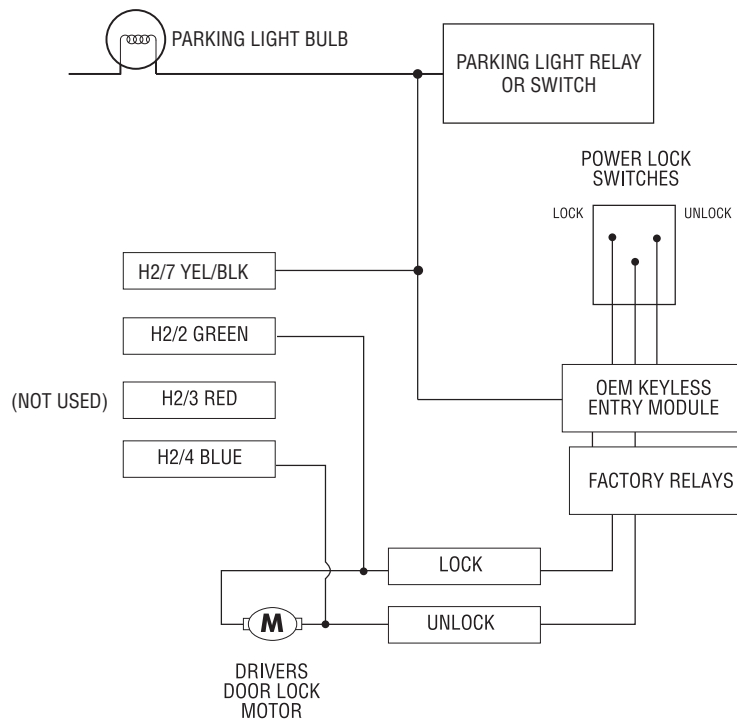 PARKING LIGHT BULB
PARKING LIGHT RELAY
OR SWITCH
POWER LOCK
SWITCHES
LOCK
UNLOCK
H2/7 YEL/BLK
H2/2 GREEN
(NOT USED)
H2/3 RED
OEM KEYLESS
ENTRY MODULE
H2/4 BLUE
FACTORY RELAYS
LOCK
M
UNLOCK
DRIVERS
DOOR LOCK
MOTOR